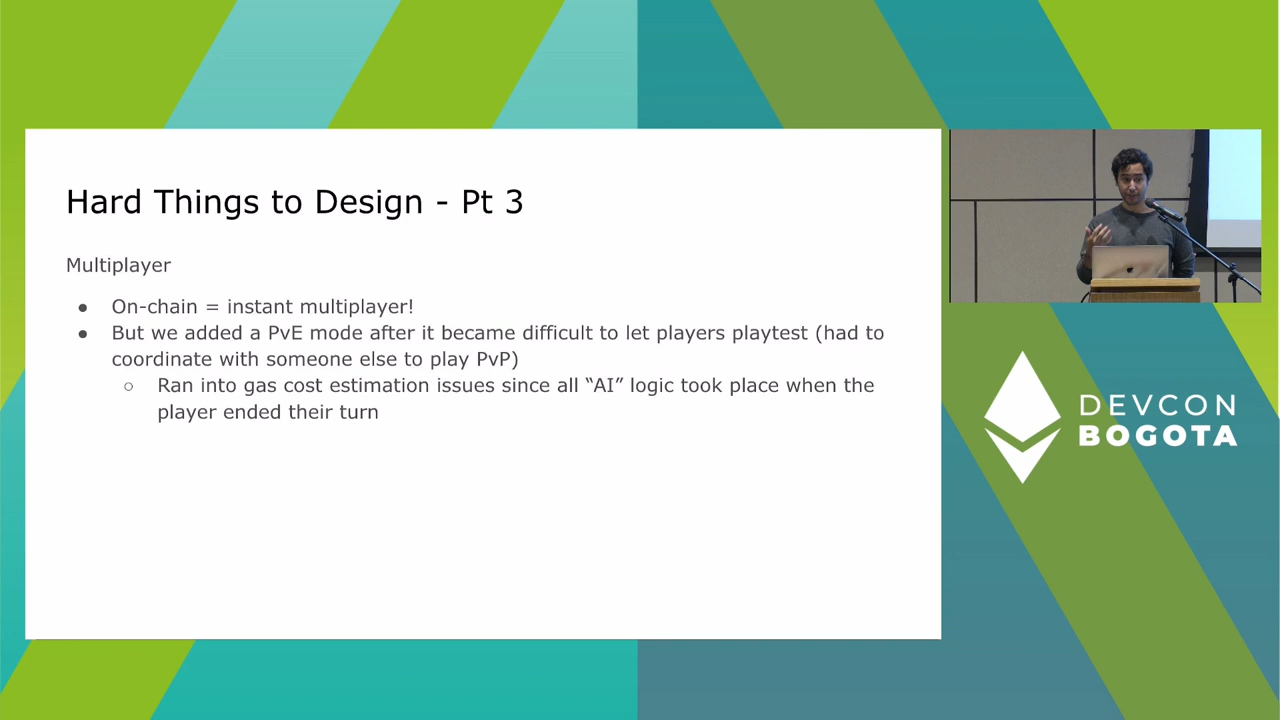 Hard Things to Design - Pt 3
Multiplayer
● On-chain = instant multiplayer!
● But we added a PvE mode after it became difficult to let players playtest (had to
coordinate with someone else to play PvP)
○ Ran into gas cost estimation issues since all “AI” logic took place when the
player ended their turn
DEVCON
BOGOTA